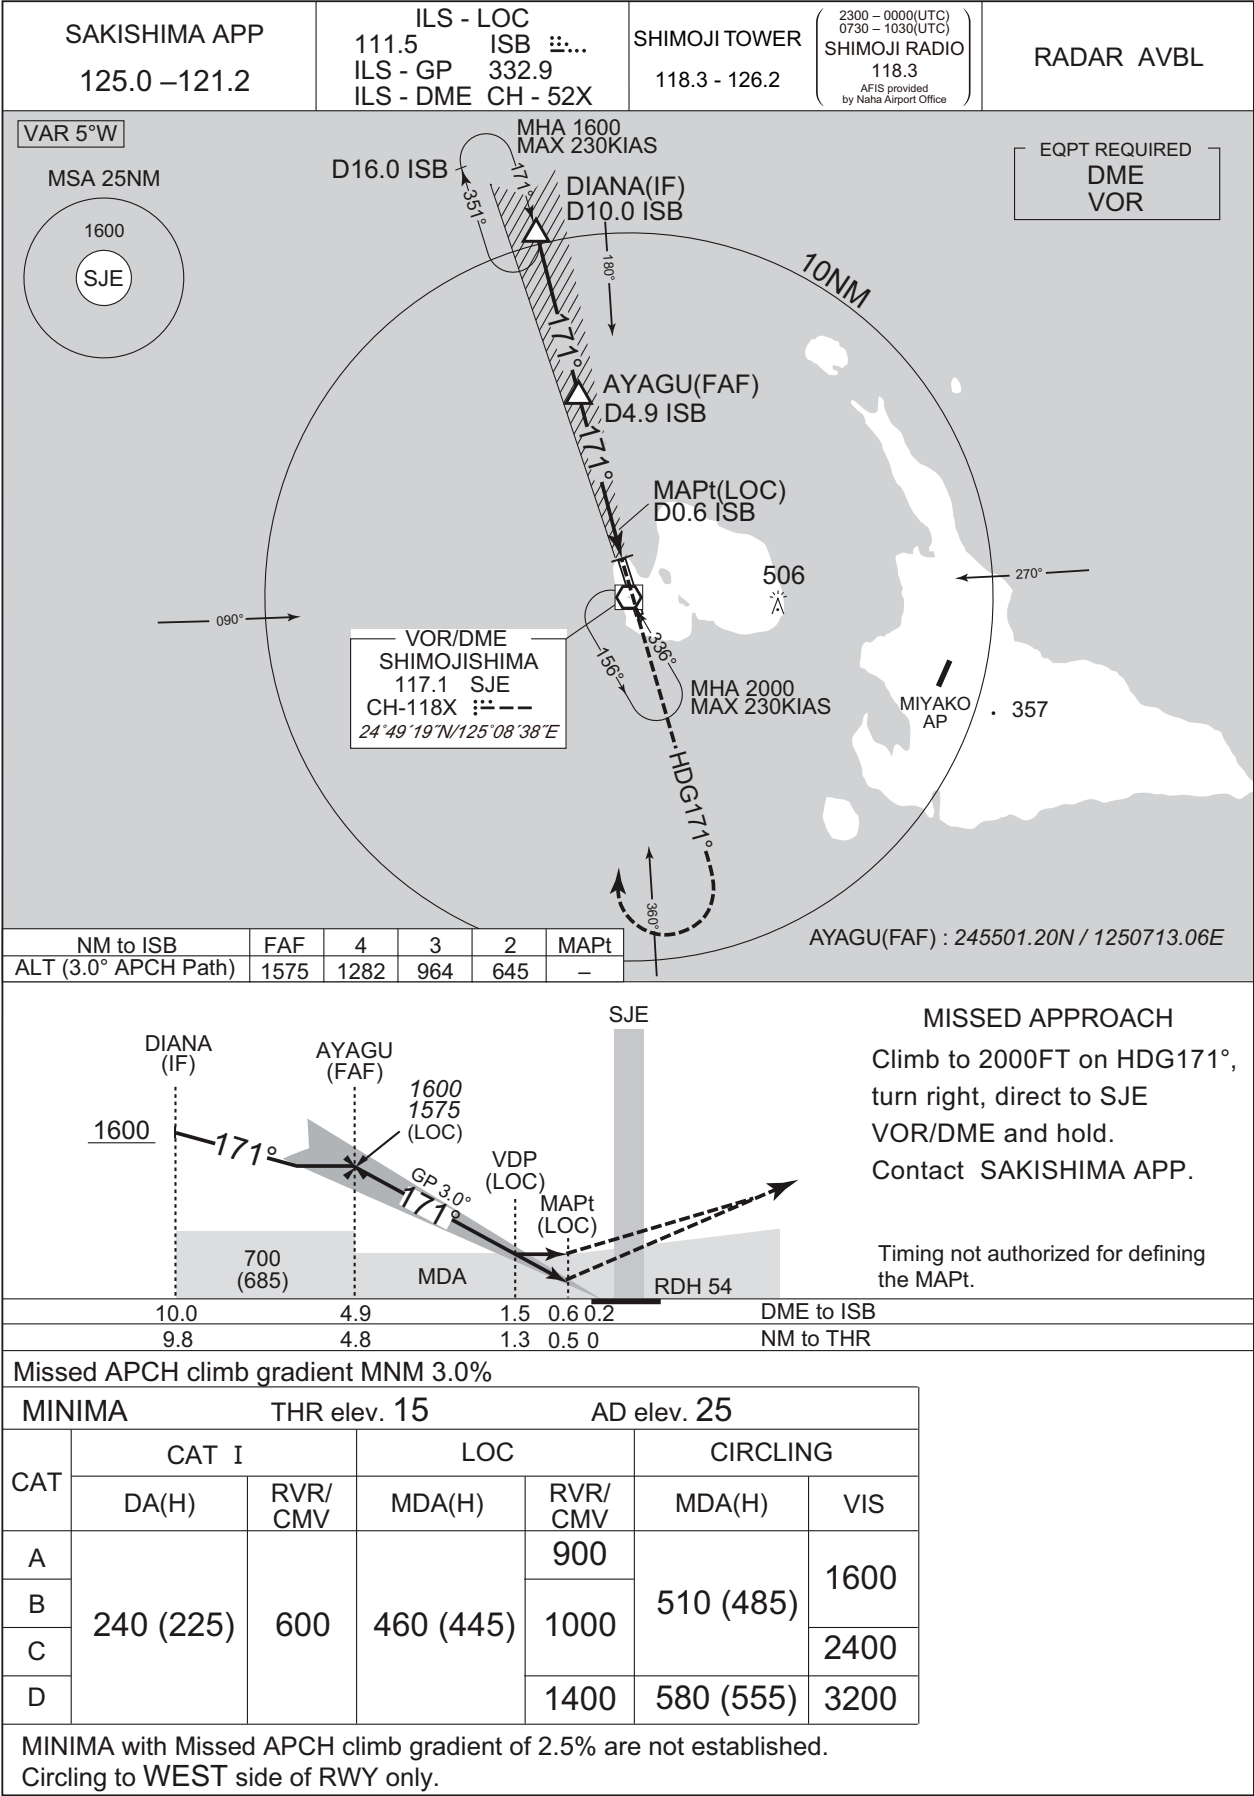 SAKISHIMA APP
125.0 –121.2
ILS - LOC
111.5 ISB
ILS - GP 332.9
ILS - DME CH - 52X
SHIMOJI TOWER
118.3 - 126.2
2300 – 0000(UTC)
0730 – 1030(UTC)
SHIMOJI RADIO
118.3
AFIS provided
by Naha Airport Office
RADAR AVBL
VAR 5°W
MSA 25NM
1600
SJE
MHA 1600
MAX 230KIAS
D16.0 ISB
171°
351°
DIANA(IF)
D10.0 ISB
EQPT REQUIRED
DME
VOR
180°
10NM
171°
AYAGU(FAF)
D4.9 ISB
171°
MAPt(LOC)
D0.6 ISB
506
270°
090°
VOR/DME
SHIMOJISHIMA
117.1 SJE
CH-118X
24°49′19″N/125°08′38″E
156°
336°
MHA 2000
MAX 230KIAS
MIYAKO
AP
357
HDG171°
360°
AYAGU(FAF) : 245501.20N / 1250713.06E
NM to ISB FAF 4 3 2 MAPt
ALT (3.0° APCH Path) 1575 1282 964 645 –
SJE
DIANA
(IF)
AYAGU
(FAF)
1600
1575
(LOC)
1600
171°
GP 3.0°
171°
VDP
(LOC)
MAPt
(LOC)
700
(685)
MDA
RDH 54
MISSED APPROACH
Climb to 2000FT on HDG171°,
turn right, direct to SJE
VOR/DME and hold.
Contact SAKISHIMA APP.
Timing not authorized for defining
the MAPt.
10.0 4.9 1.5 0.6 0.2 DME to ISB
9.8 4.8 1.3 0.5 0 NM to THR
Missed APCH climb gradient MNM 3.0%
MINIMA THR elev. 15 AD elev. 25
CAT
CAT I LOC CIRCLING
DA(H) RVR/CMV MDA(H) RVR/CMV MDA(H) VIS
A
B
C
D
240 (225) 600 460 (445)
900
1000
1400
510 (485)
580 (555)
1600
2400
3200
MINIMA with Missed APCH climb gradient of 2.5% are not established.
Circling to WEST side of RWY only.